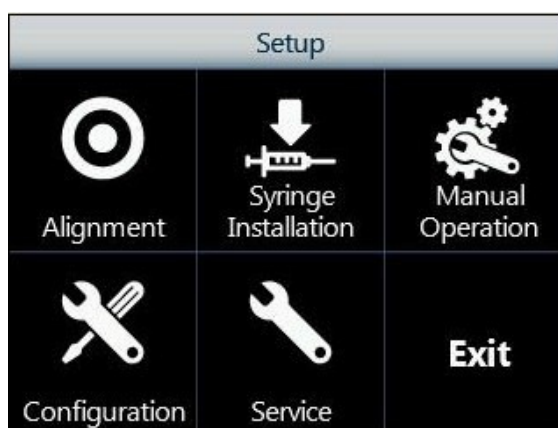 Setup
Alignment
Syringe
Installation
Manual
Operation
Configuration
Service
Exit